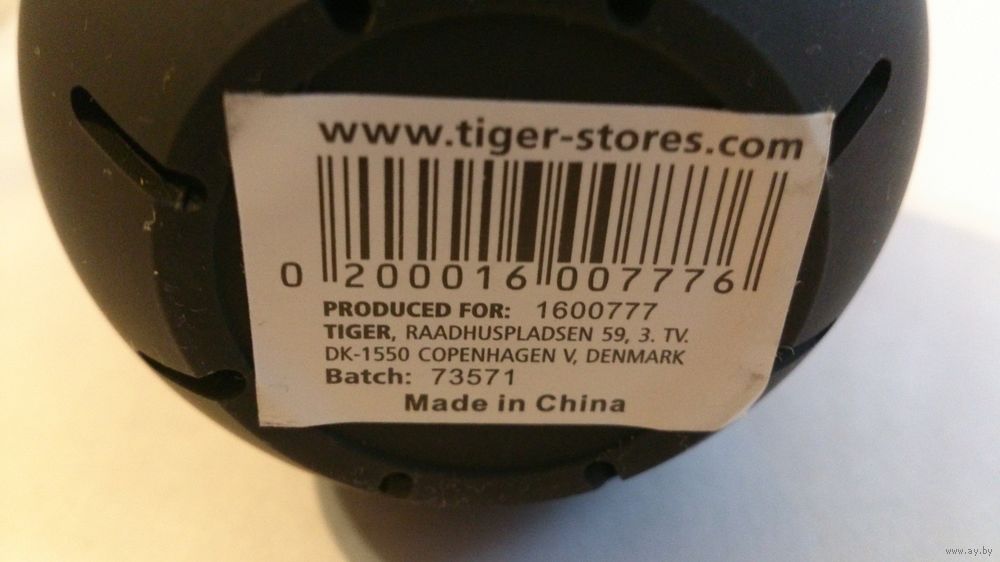 www.tiger-stores.com
0 200016 007776
PRODUCED FOR: 1600777
TIGER, RAADHUSPLADSEN 59, 3. TV.
DK-1550 COPENHAGEN V, DENMARK
Batch: 73571
Made in China
www.ay.by